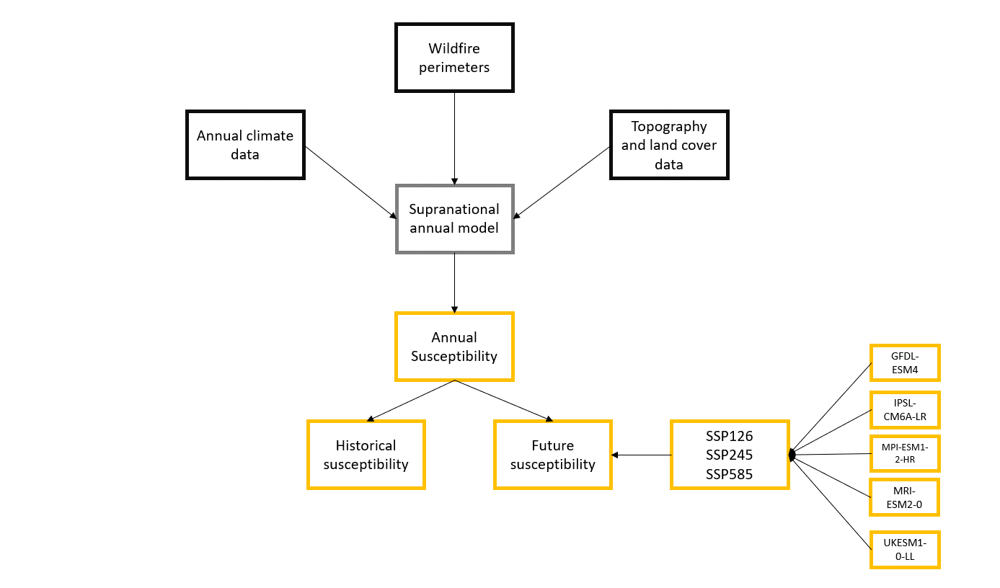 Wildfire
perimeters
Annual climate
data
Topography
and land cover
data
Supranational
annual model
Annual
Susceptibility
Historical
susceptibility
Future
susceptibility
SSP126
SSP245
SSP585
GFDL-
ESM4
IPSL-
CM6A-LR
MPI-ESM1-
2-HR
MRI-
ESM2-0
UKESM1-
0-LL